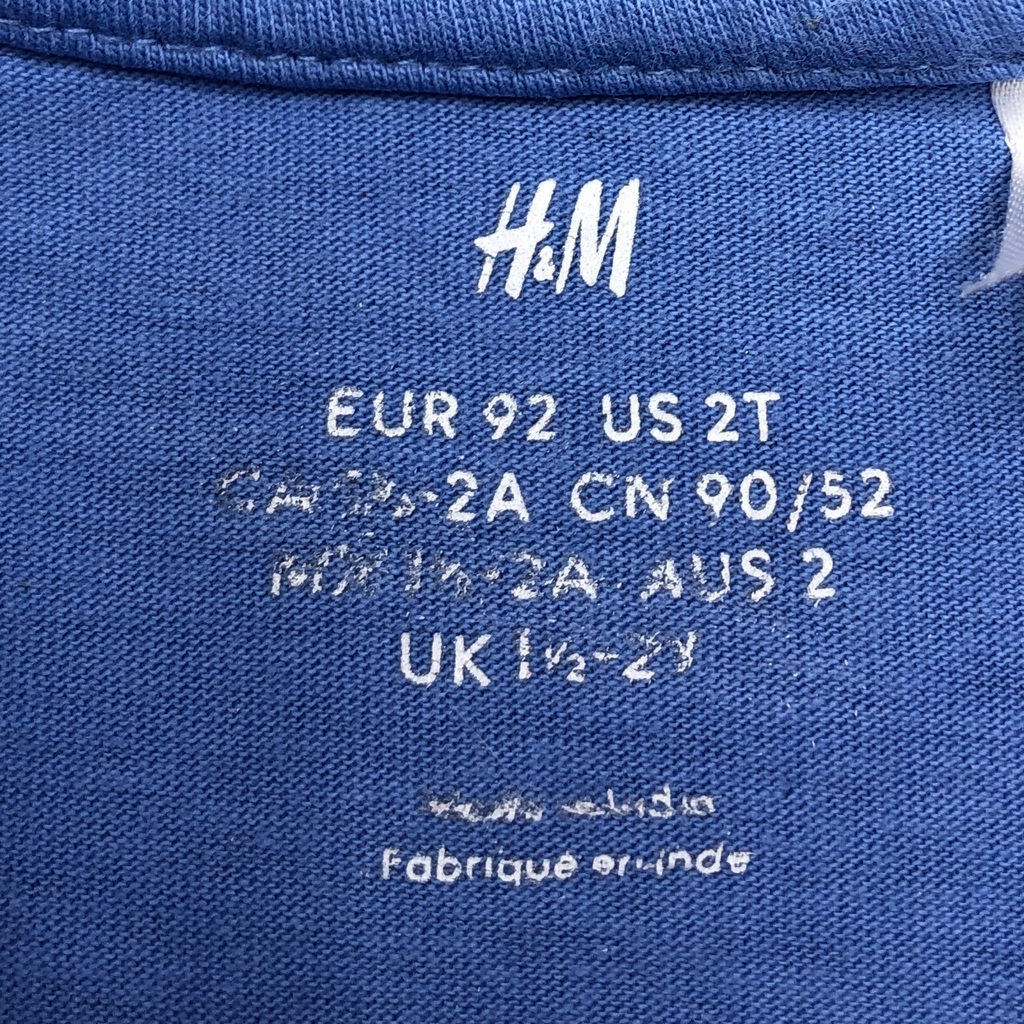 H&M
EUR 92 US 2T
CA 1½-2A CN 90/52
MX 1½-2A AUS 2
UK 1½-2Y
Fabriqué en Inde